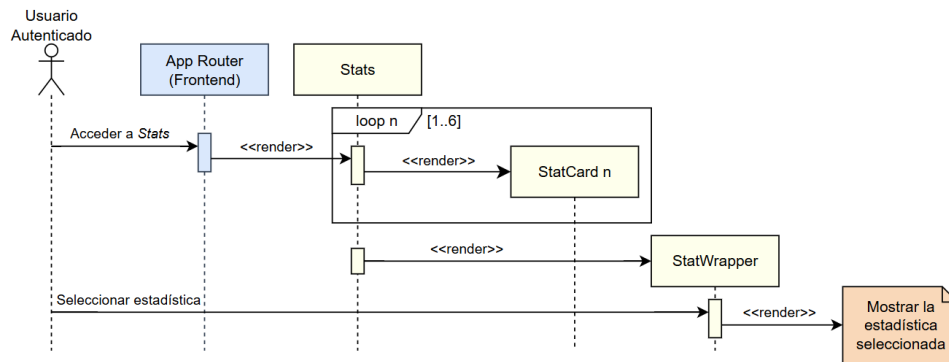 Usuario
Autenticado
App Router
(Frontend)
Stats
loop n
[1..6]
Acceder a Stats
<<render>>
<<render>>
StatCard n
<<render>>
StatWrapper
Seleccionar estadística
<<render>>
Mostrar la
estadística
seleccionada